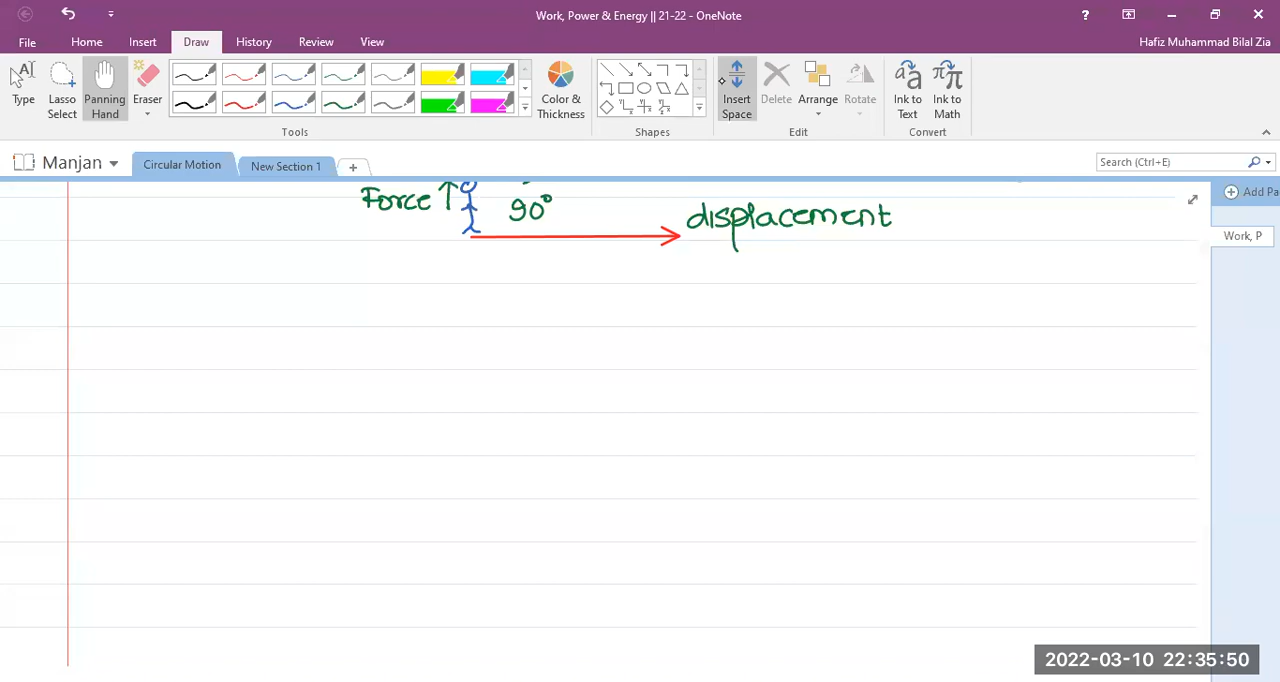 Work, Power & Energy || 21-22 - OneNote
?
File
Home
Insert
Draw
History
Review
View
Hafiz Muhammad Bilal Zia
Type
Lasso
Select
Panning
Hand
Eraser
Color &
Thickness
Insert
Space
Delete
Arrange
Rotate
Ink to
Text
Ink to
Math
Tools
Shapes
Edit
Convert
Manjan
Circular Motion
New Section 1
Search (Ctrl+E)
Add Pa
Work, P
Force
90°
displacement
2022-03-10 22:35:50